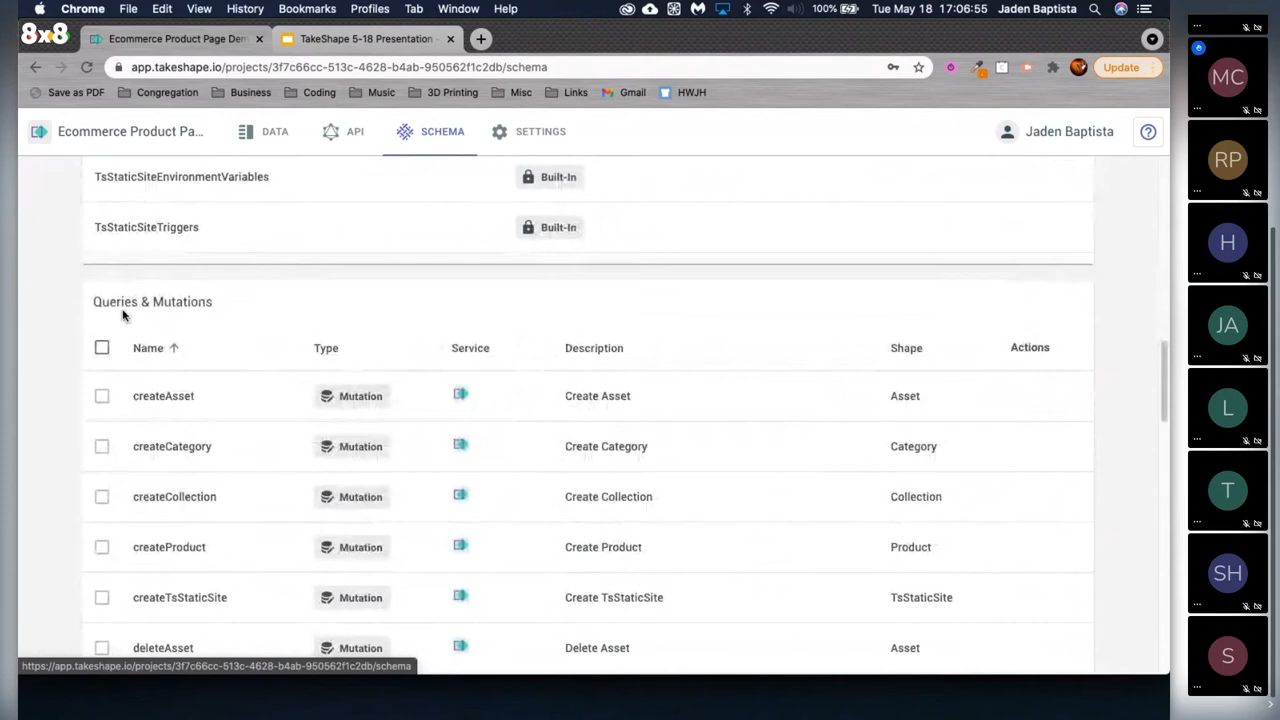 Chrome File Edit View History Bookmarks Profiles Tab Window Help 100% Tue May 18 17:06:55 Jaden Baptista
8x8
Ecommerce Product Page Dem TakeShape 5-18 Presentation -
app.takeshape.io/projects/3f7c66cc-513c-4628-b4ab-950562f1c2db/schema Update
Save as PDF Congregation Business Coding Music 3D Printing Misc Links Gmail HWJH
Ecommerce Product Pa... DATA API SCHEMA SETTINGS Jaden Baptista
TsStaticSiteEnvironmentVariables Built-In
TsStaticSiteTriggers Built-In
Queries & Mutations
Name Type Service Description Shape Actions
createAsset Mutation Create Asset Asset
createCategory Mutation Create Category Category
createCollection Mutation Create Collection Collection
createProduct Mutation Create Product Product
createTsStaticSite Mutation Create TsStaticSite TsStaticSite
deleteAsset Mutation Delete Asset Asset
https://app.takeshape.io/projects/3f7c66cc-513c-4628-b4ab-950562f1c2db/schema
MC
RP
H
JA
L
T
SH
S